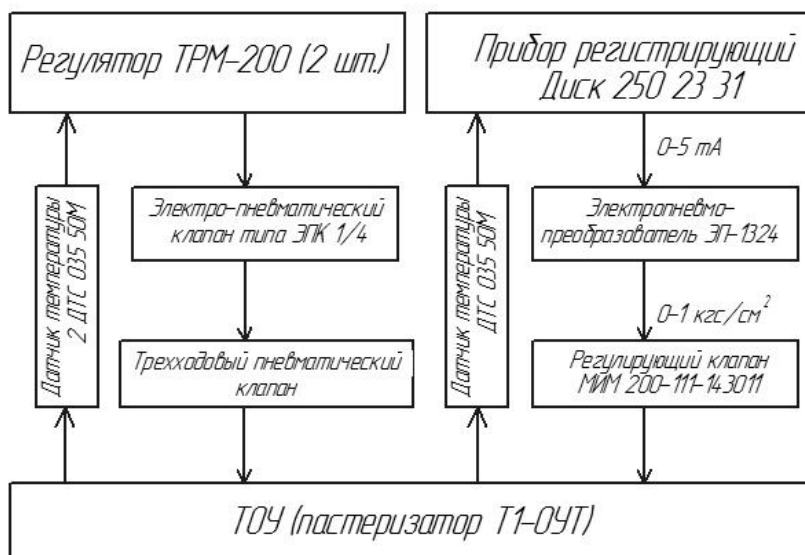 Регулятор ТРМ-200 (2 шт.)
Прибор регистрирующий
Диск 250 23 31
0-5 mA
Датчик температуры
2 ДТС 035 50М
Электро-пневматический
клапан типа ЭПК 1/4
Датчик температуры
ДТС 035 50М
Электропневмо-
преобразователь ЭП-1324
0-1 кгс/см²
Трехходовый пневматический
клапан
Регулирующий клапан
МИМ 200-111-143011
ТОУ (пастеризатор Т1-ОУТ)